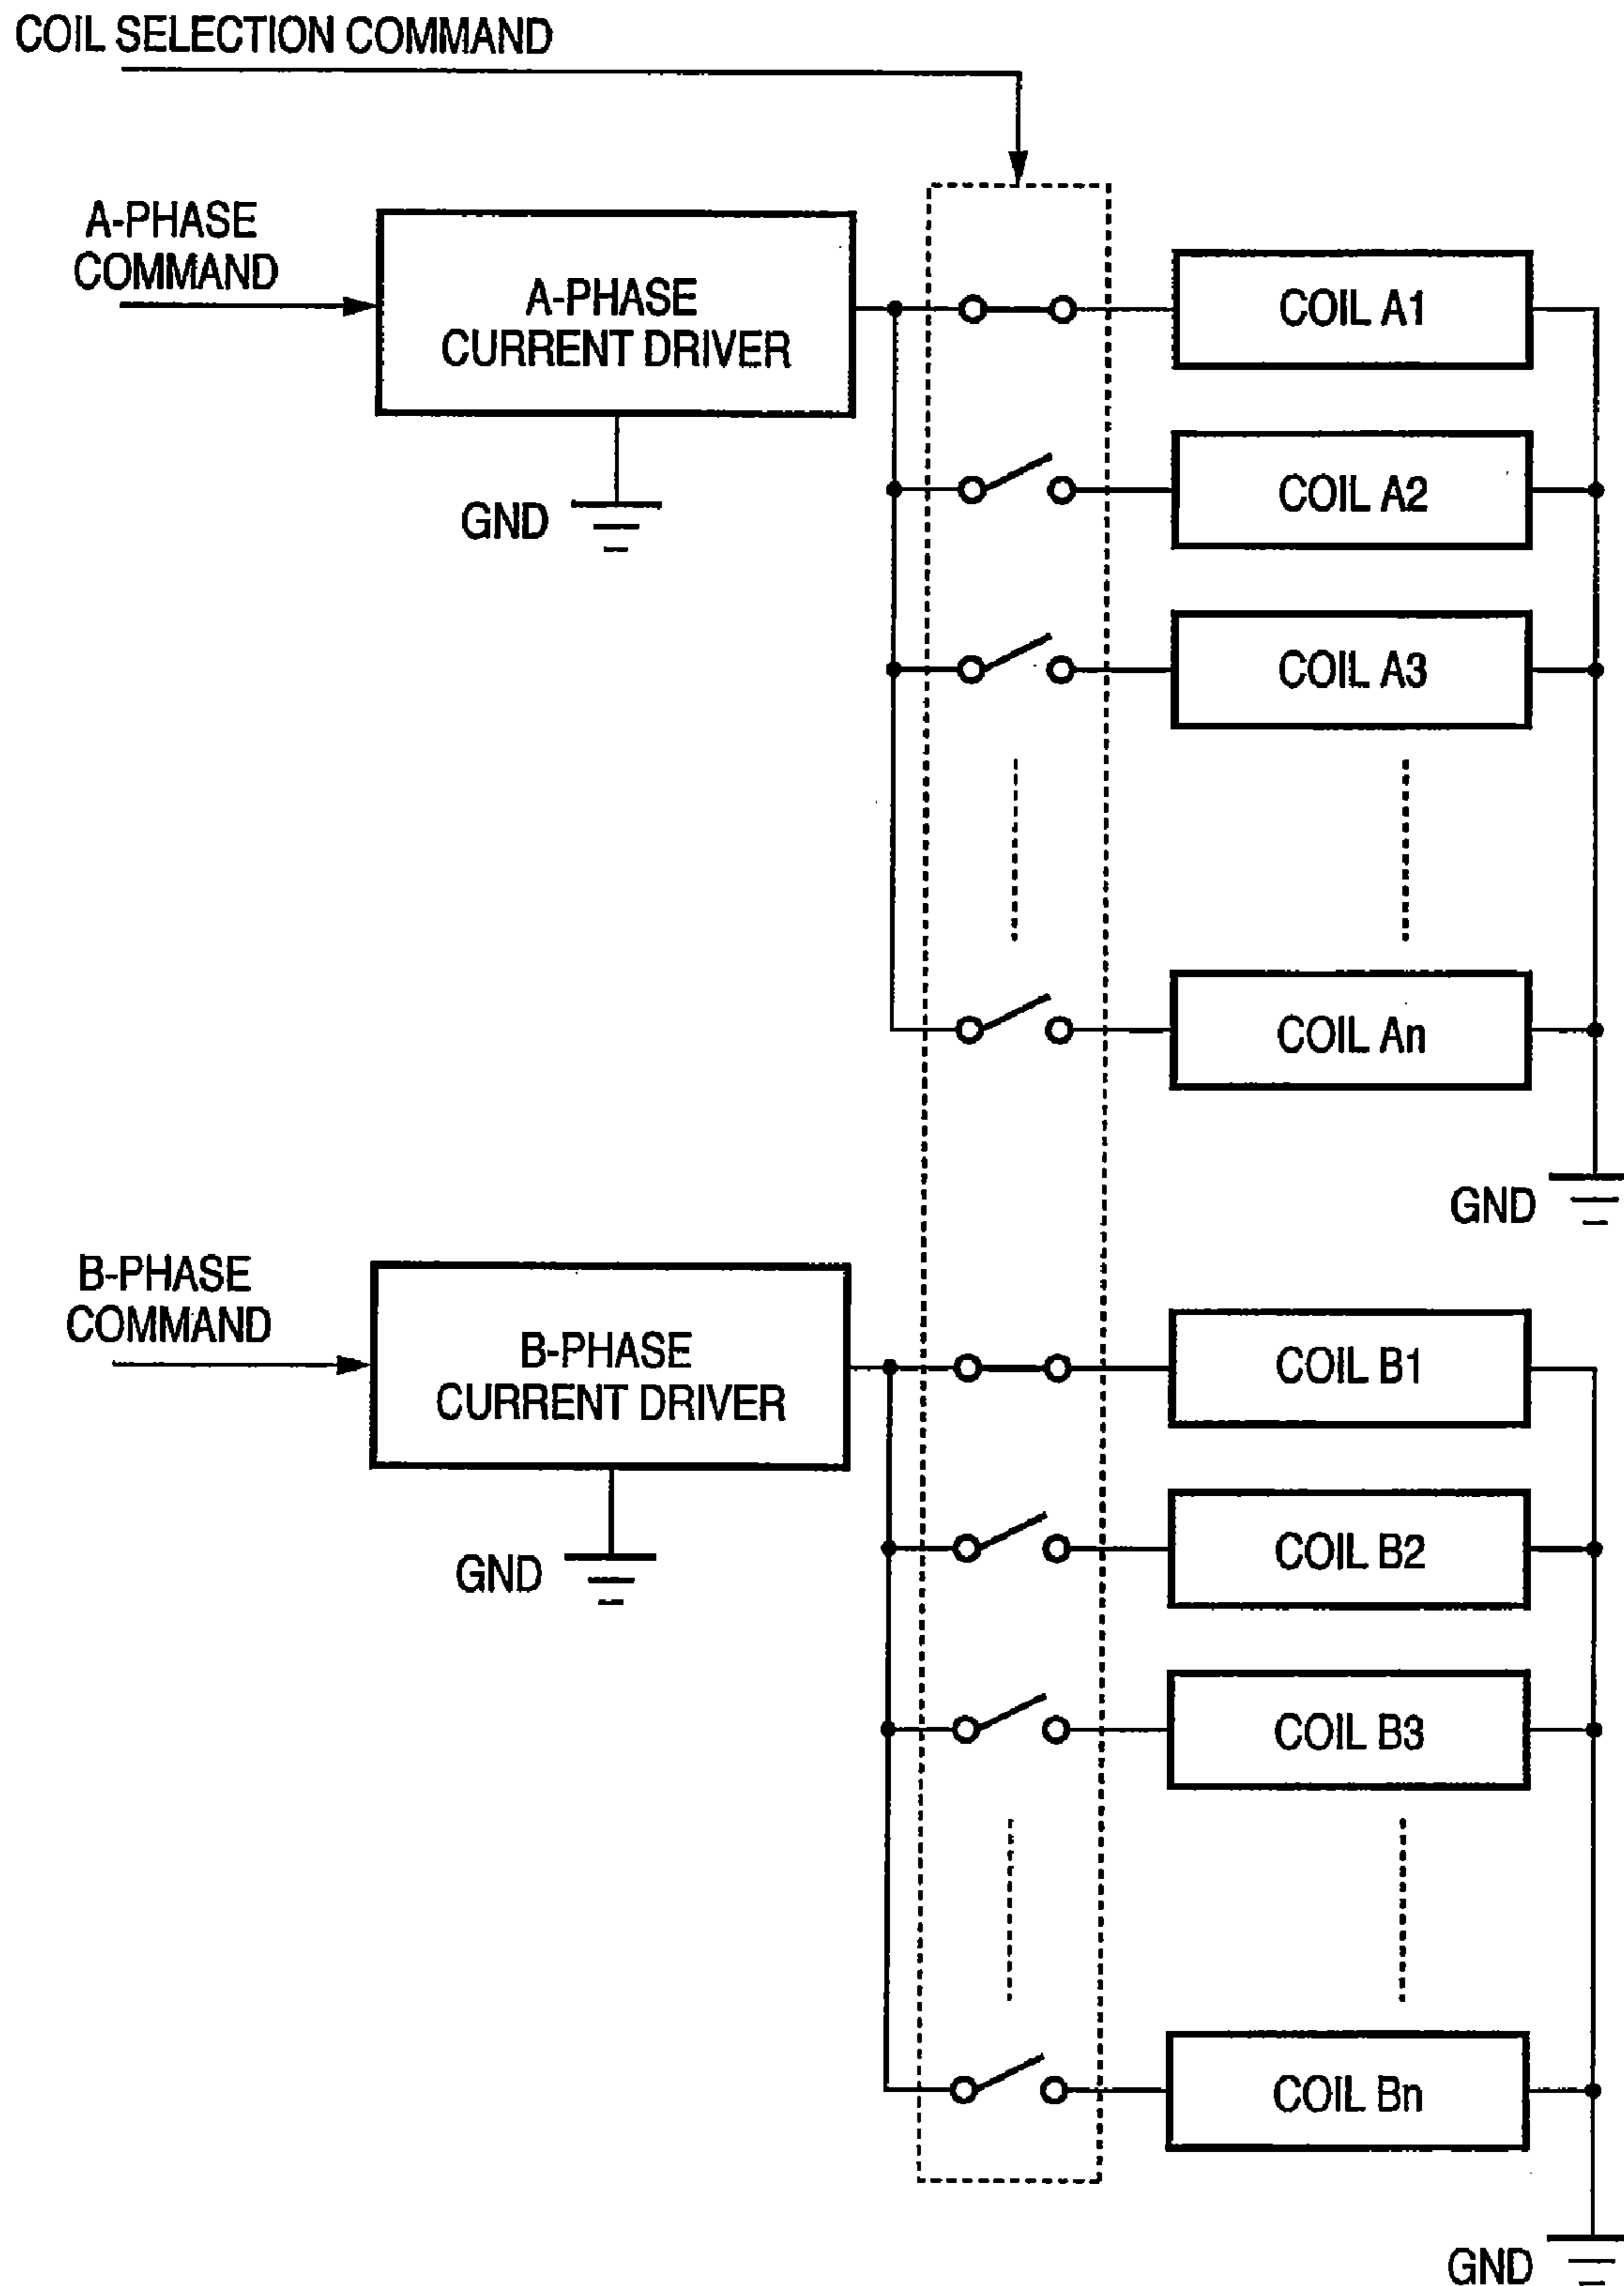 COIL SELECTION COMMAND
A-PHASE
COMMAND
A-PHASE
CURRENT DRIVER
GND
COIL A1
COIL A2
COIL A3
COIL An
GND
B-PHASE
COMMAND
B-PHASE
CURRENT DRIVER
GND
COIL B1
COIL B2
COIL B3
COIL Bn
GND